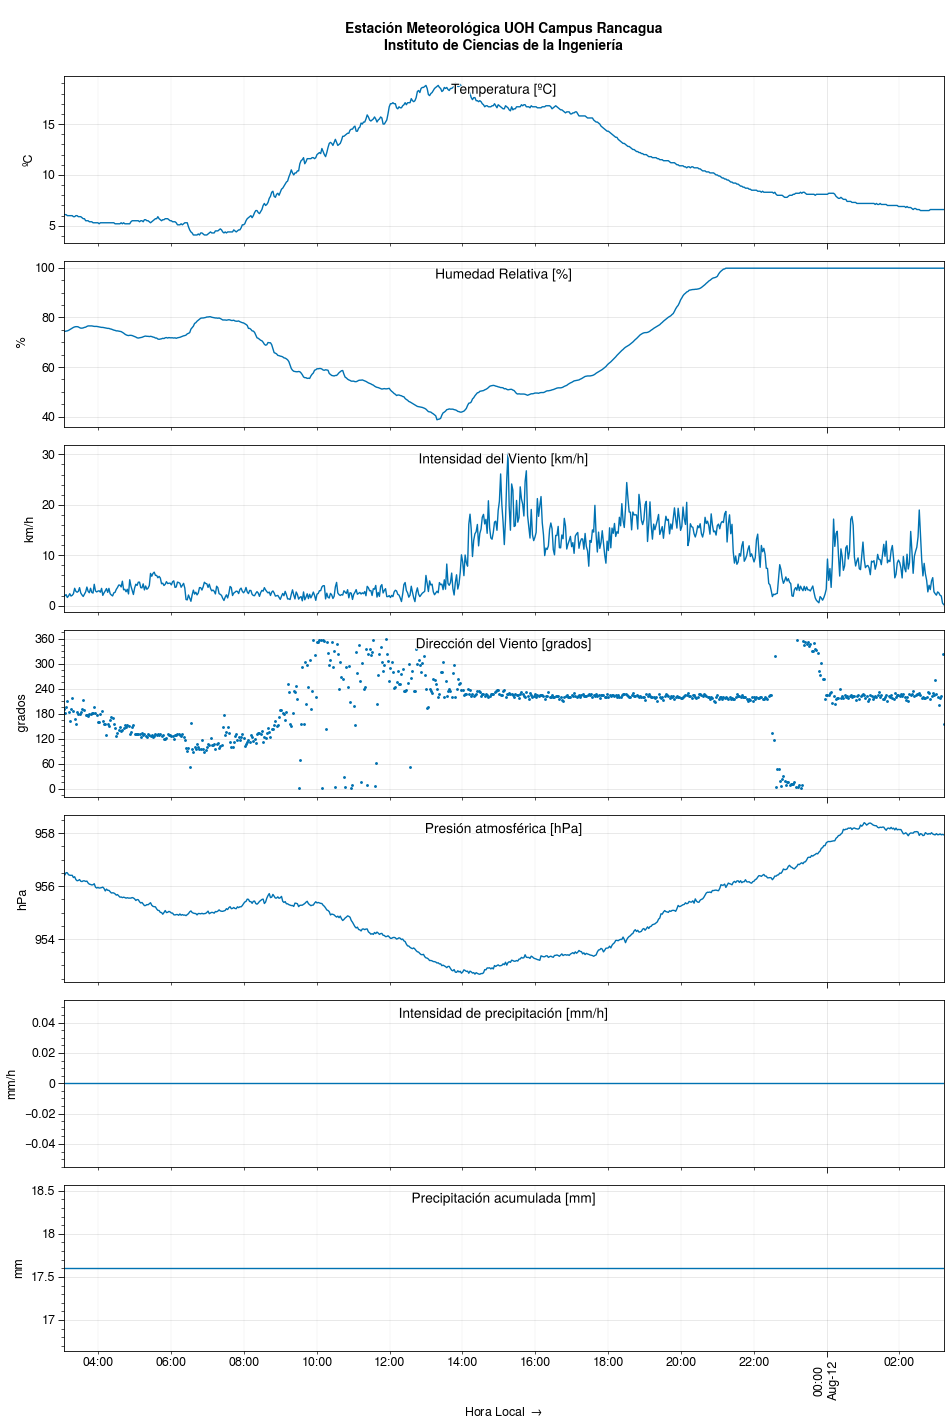 Estación Meteorológica UOH Campus Rancagua
Instituto de Ciencias de la Ingeniería
Temperatura [ºC]
ºC
15
10
5
Humedad Relativa [%]
%
100
80
60
40
Intensidad del Viento [km/h]
km/h
30
20
10
0
Dirección del Viento [grados]
grados
360
300
240
180
120
60
0
Presión atmosférica [hPa]
hPa
958
956
954
Intensidad de precipitación [mm/h]
mm/h
0.04
0.02
0
−0.02
−0.04
Precipitación acumulada [mm]
mm
18.5
18
17.5
17
04:00 06:00 08:00 10:00 12:00 14:00 16:00 18:00 20:00 22:00 00:00 02:00
Aug-12
Hora Local →